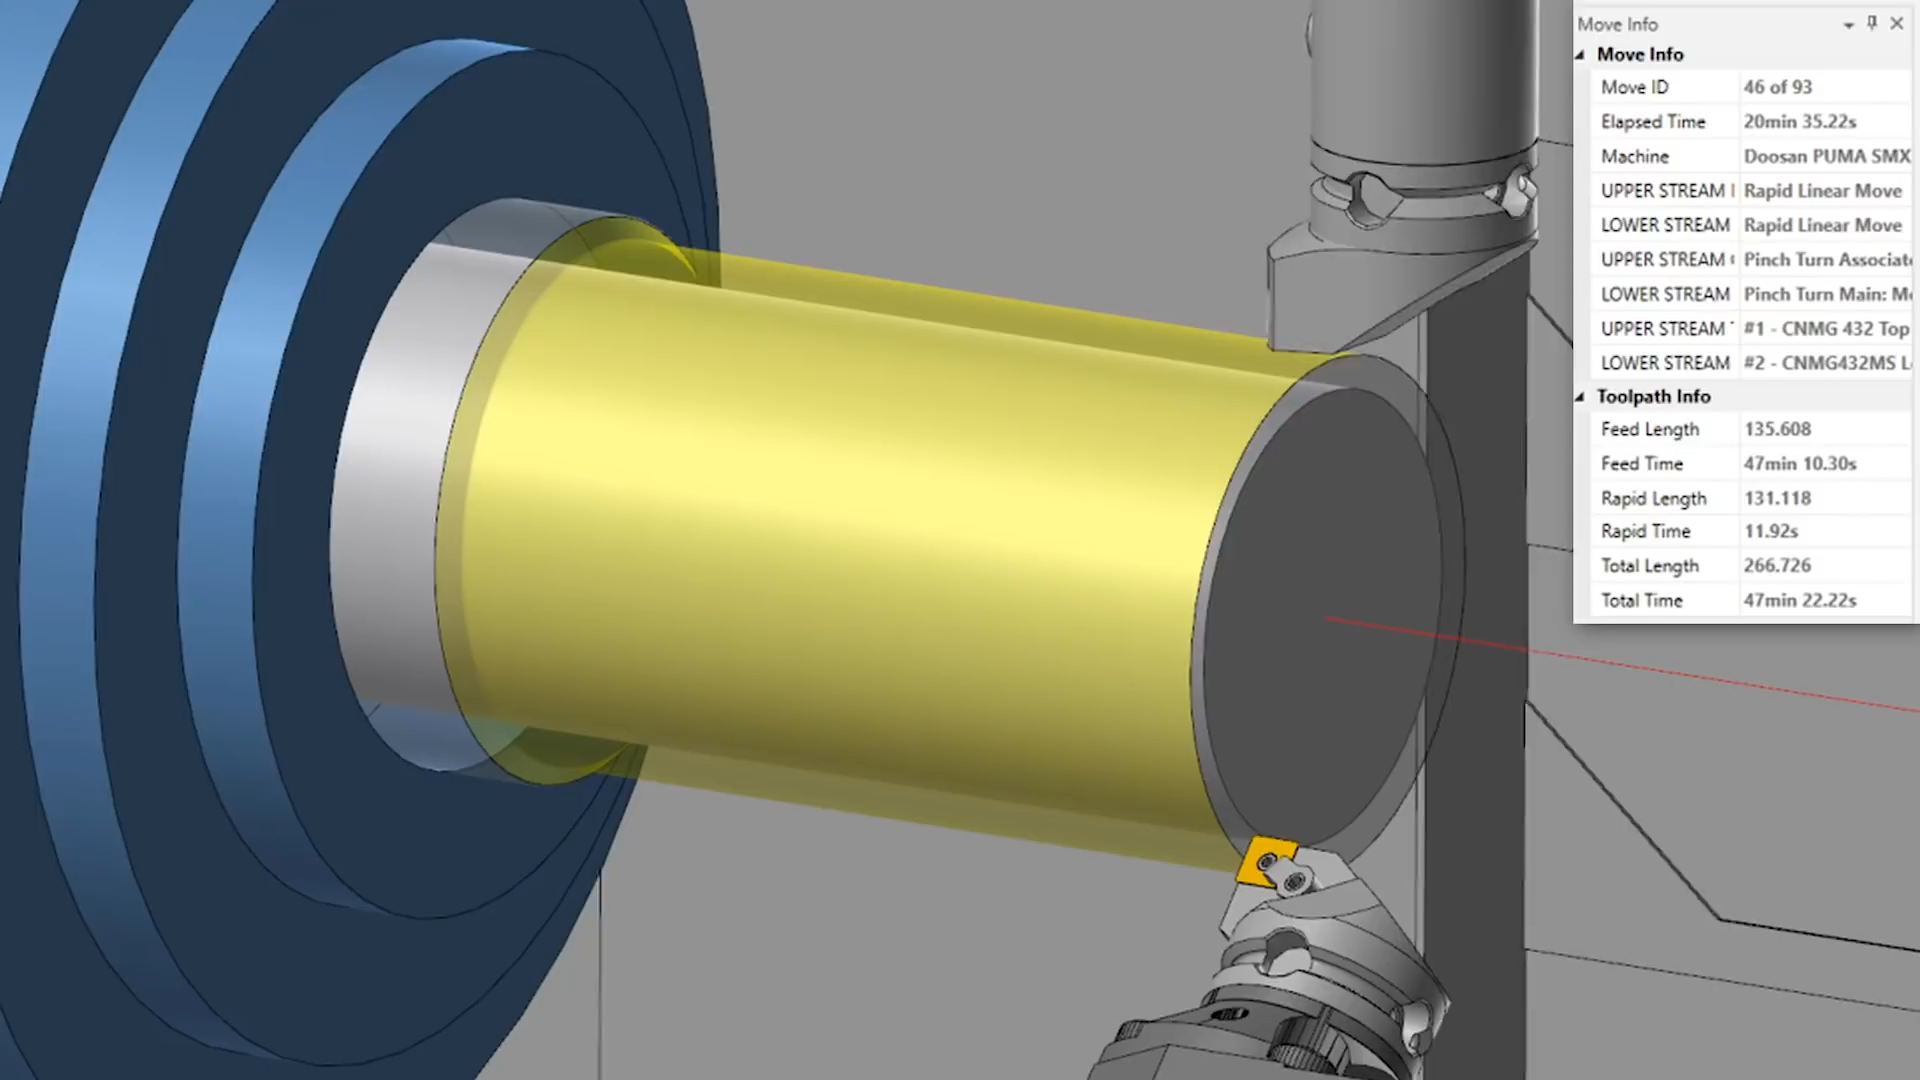 Move Info
Move Info
Move ID 46 of 93
Elapsed Time 20min 35.22s
Machine Doosan PUMA SMX
UPPER STREAM Rapid Linear Move
LOWER STREAM Rapid Linear Move
UPPER STREAM Pinch Turn Associat
LOWER STREAM Pinch Turn Main: M
UPPER STREAM #1 - CNMG 432 Top
LOWER STREAM #2 - CNMG432MS L
Toolpath Info
Feed Length 135.608
Feed Time 47min 10.30s
Rapid Length 131.118
Rapid Time 11.92s
Total Length 266.726
Total Time 47min 22.22s